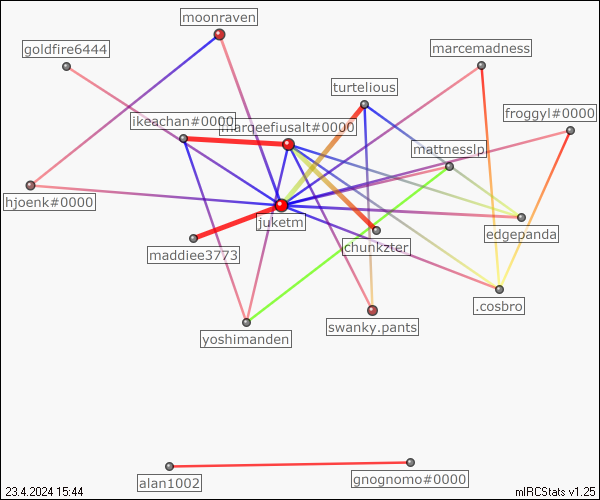 moonraven
goldfire6444
marcemadness
turtelious
froggyl#0000
ikeachan#0000
marqeefiusalt#0000
mattnesslp
hjoenk#0000
juketm
edgepanda
chunkzter
maddiee3773
.cosbro
swanky.pants
yoshimanden
alan1002
gnognomo#0000
23.4.2024 15:44
mIRCStats v1.25